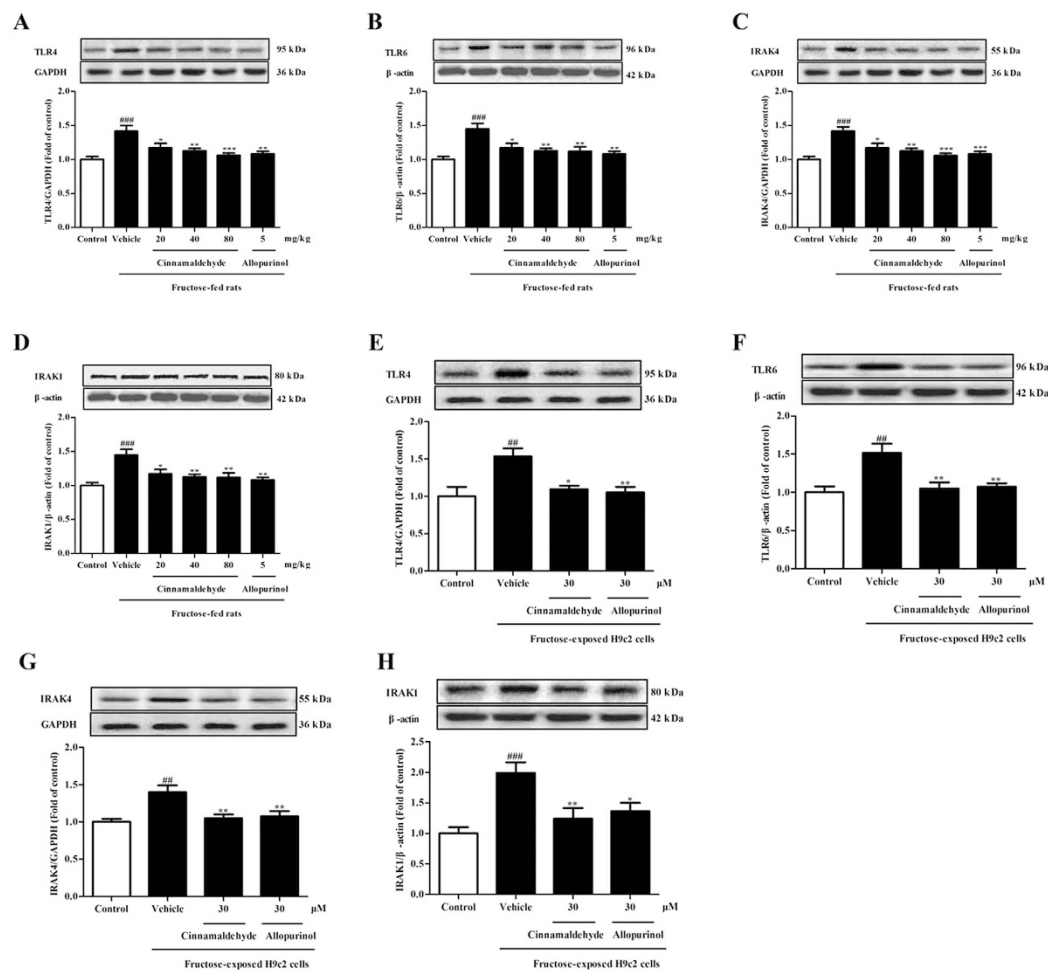 A
TLR4
95 kDa
GAPDH
36 kDa
TLR4/GAPDH (Fold of control)
2.0
1.5
1.0
0.5
0.0
###
*
**
***
**
Control Vehicle 20 40 80 5 mg/kg
Cinnamaldehyde Allopurinol
Fructose-fed rats
B
TLR6
96 kDa
β -actin
42 kDa
TLR6/β -actin (Fold of control)
2.0
1.5
1.0
0.5
0.0
###
*
**
**
**
Control Vehicle 20 40 80 5 mg/kg
Cinnamaldehyde Allopurinol
Fructose-fed rats
C
IRAK4
55 kDa
GAPDH
36 kDa
IRAK4/GAPDH (Fold of control)
2.0
1.5
1.0
0.5
0.0
###
*
**
***
***
Control Vehicle 20 40 80 5 mg/kg
Cinnamaldehyde Allopurinol
Fructose-fed rats
D
IRAK1
80 kDa
β -actin
42 kDa
IRAK1/β -actin (Fold of control)
2.0
1.5
1.0
0.5
0.0
###
*
**
**
**
Control Vehicle 20 40 80 5 mg/kg
Cinnamaldehyde Allopurinol
Fructose-fed rats
E
TLR4
95 kDa
GAPDH
36 kDa
TLR4/GAPDH (Fold of control)
2.0
1.5
1.0
0.5
0.0
##
*
**
Control Vehicle 30 30 μM
Cinnamaldehyde Allopurinol
Fructose-exposed H9c2 cells
F
TLR6
96 kDa
β -actin
42 kDa
TLR6/β -actin (Fold of control)
2.0
1.5
1.0
0.5
0.0
##
**
**
Control Vehicle 30 30 μM
Cinnamaldehyde Allopurinol
Fructose-exposed H9c2 cells
G
IRAK4
55 kDa
GAPDH
36 kDa
IRAK4/GAPDH (Fold of control)
2.0
1.5
1.0
0.5
0.0
##
**
**
Control Vehicle 30 30 μM
Cinnamaldehyde Allopurinol
Fructose-exposed H9c2 cells
H
IRAK1
80 kDa
β -actin
42 kDa
IRAK1/β -actin (Fold of control)
2.5
2.0
1.5
1.0
0.5
0.0
###
**
*
Control Vehicle 30 30 μM
Cinnamaldehyde Allopurinol
Fructose-exposed H9c2 cells